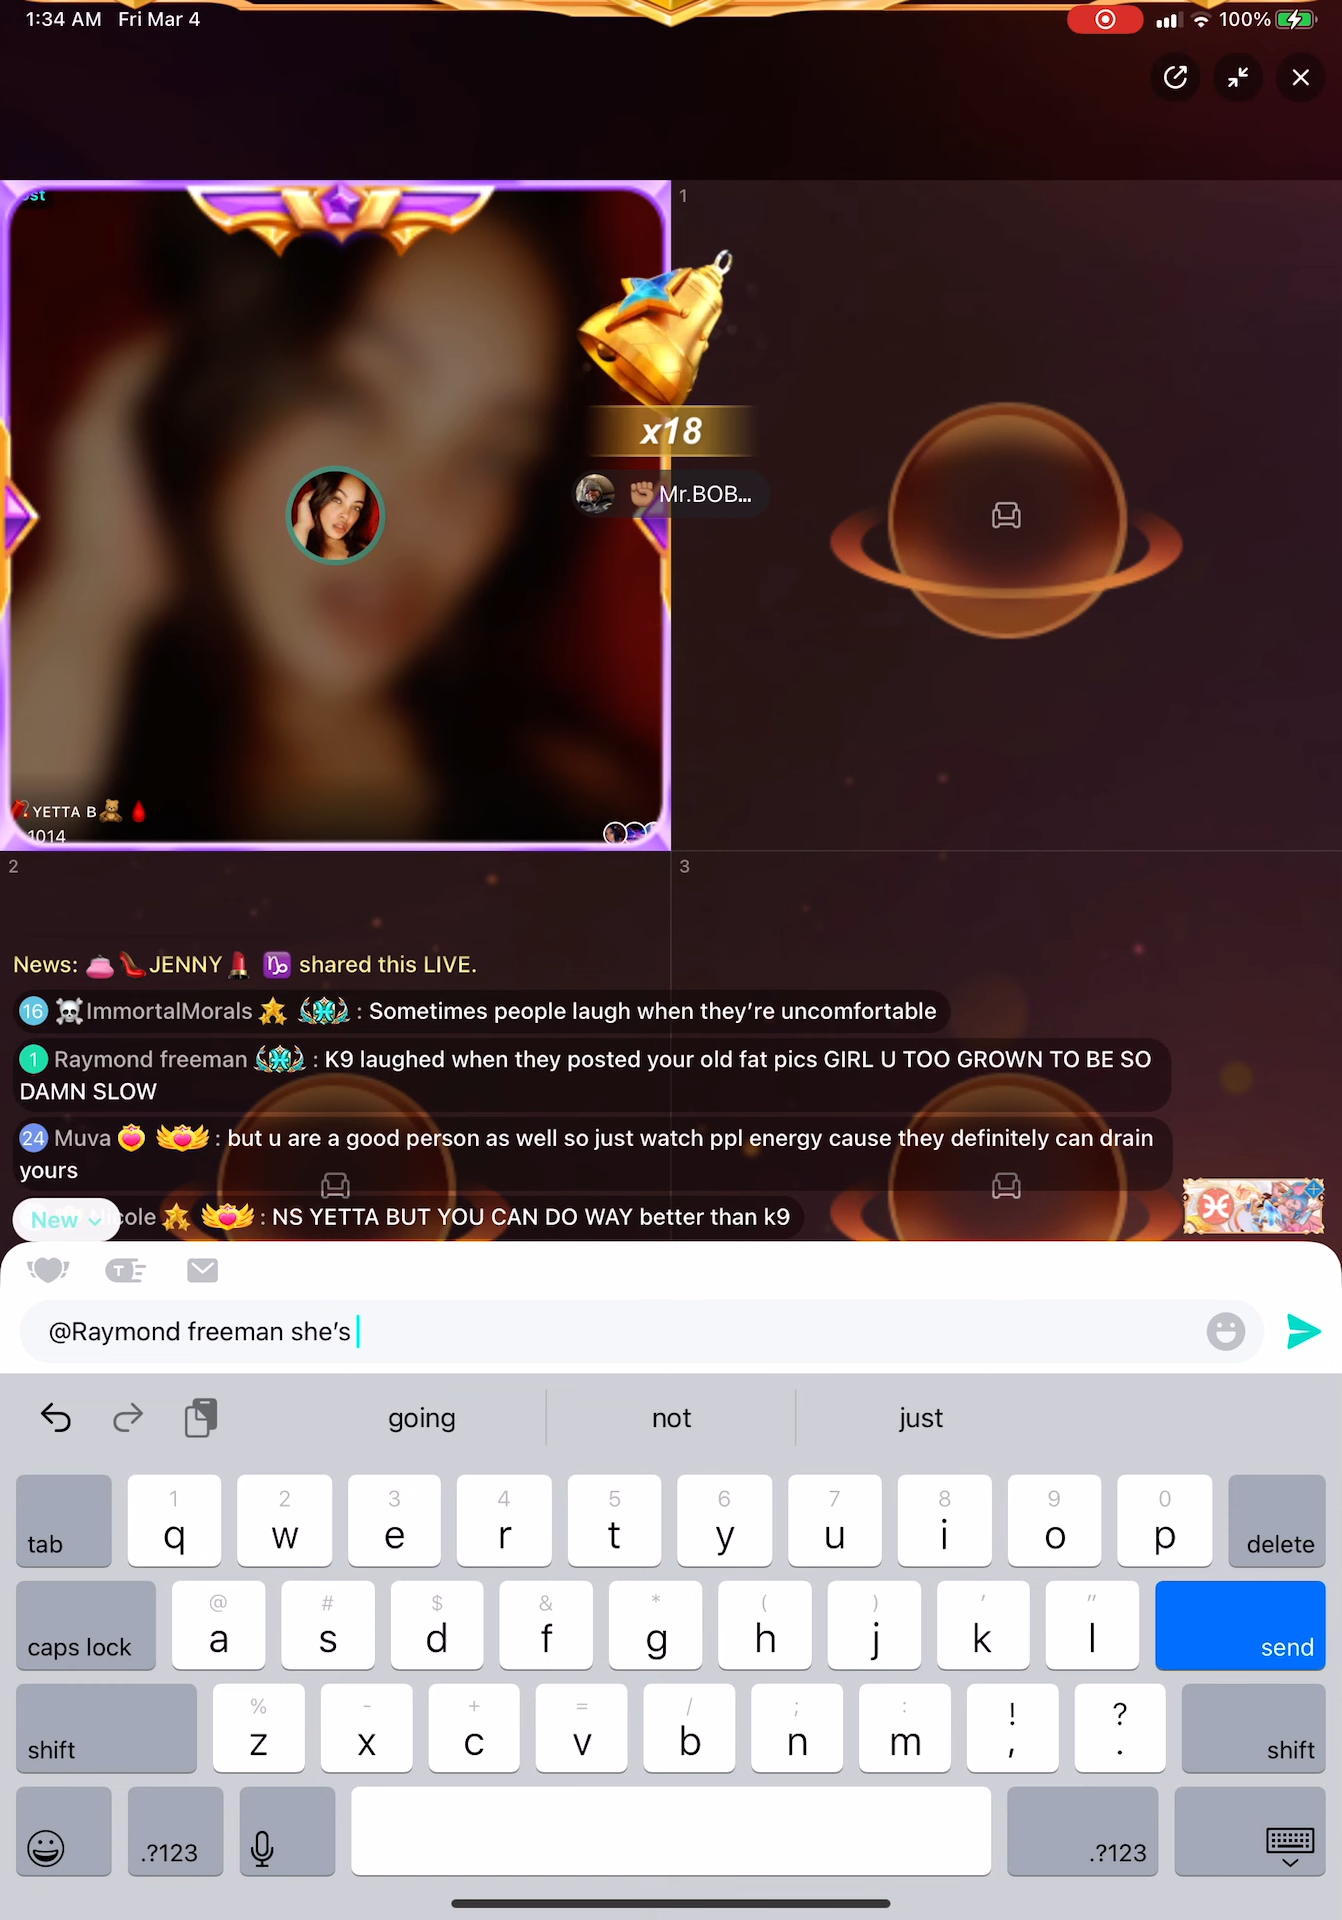 1:34 AM Fri Mar 4
100%
1
x18
Mr.BOB...
YETTA B
1014
2
3
News: JENNY shared this LIVE.
16 ImmortalMorals : Sometimes people laugh when they’re uncomfortable
1 Raymond freeman : K9 laughed when they posted your old fat pics GIRL U TOO GROWN TO BE SO
DAMN SLOW
24 Muva : but u are a good person as well so just watch ppl energy cause they definitely can drain
yours
New
: NS YETTA BUT YOU CAN DO WAY better than k9
@Raymond freeman she’s
going not just
1 2 3 4 5 6 7 8 9 0
tab q w e r t y u i o p delete
@ # $ & * ( ) ' "
caps lock a s d f g h j k l send
% - + = / ; : ! ?
shift z x c v b n m , . shift
.?123 .?123